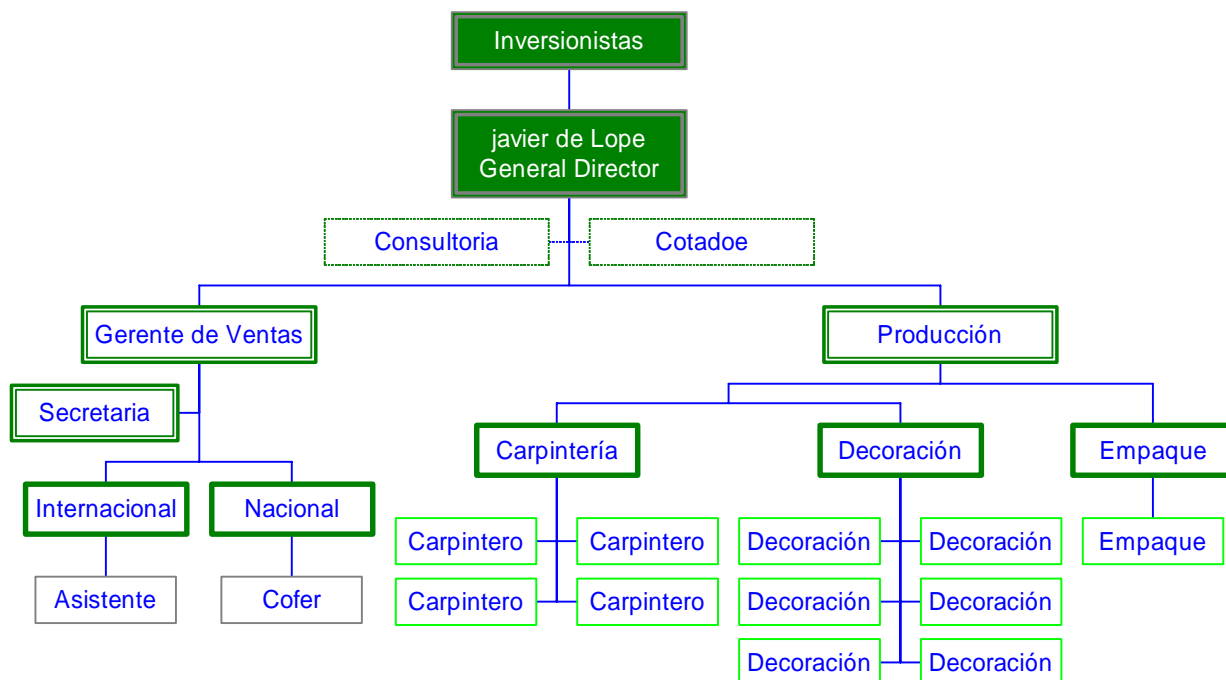 Inversionistas
javier de Lope
General Director
Consultoria
Cotadoe
Gerente de Ventas
Producción
Secretaria
Carpintería
Decoración
Empaque
Internacional
Nacional
Carpintero
Carpintero
Decoración
Decoración
Empaque
Asistente
Cofer
Carpintero
Carpintero
Decoración
Decoración
Decoración
Decoración